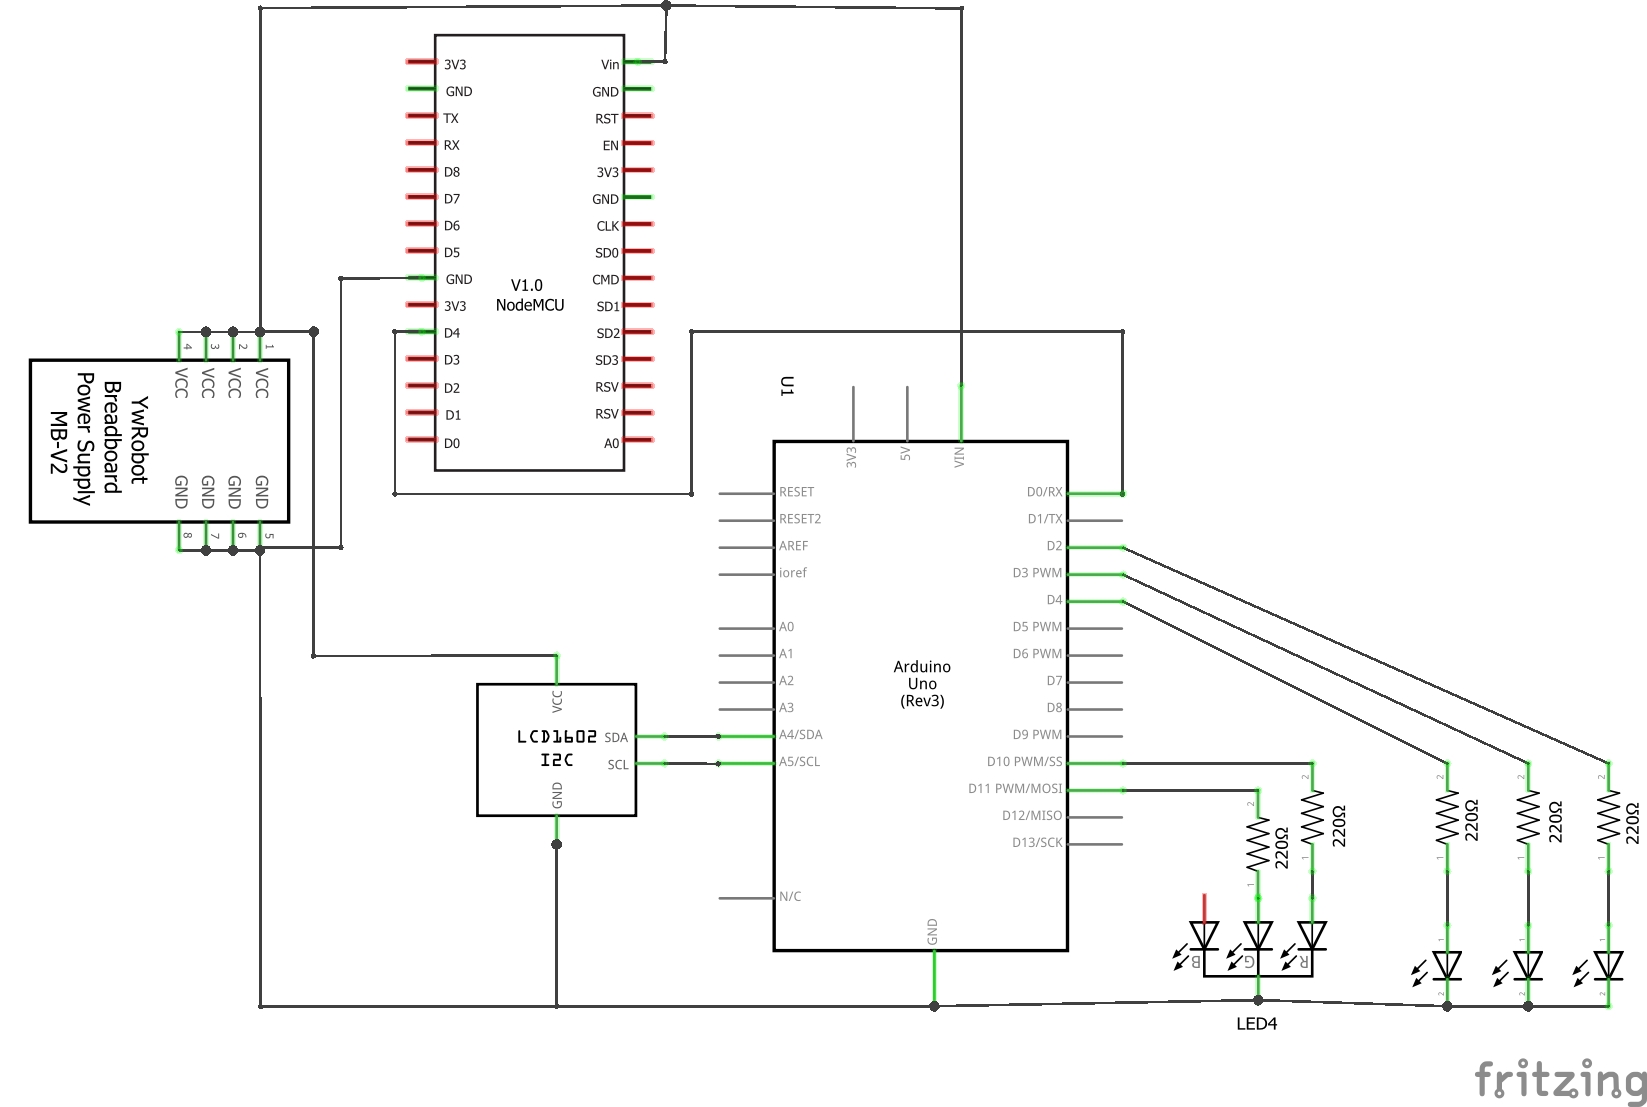 3V3
GND
TX
RX
D8
D7
D6
D5
GND
3V3
D4
D3
D2
D1
D0
Vin
GND
RST
EN
3V3
GND
CLK
SD0
CMD
SD1
SD2
SD3
RSV
RSV
A0
V1.0
NodeMCU
4
3
2
1
VCC
VCC
VCC
VCC
YwRobot
Breadboard
Power Supply
MB-V2
GND
GND
GND
GND
8
7
6
5
U1
3V3
5V
VIN
RESET
RESET2
AREF
ioref
A0
A1
A2
A3
A4/SDA
A5/SCL
N/C
D0/RX
D1/TX
D2
D3 PWM
D4
D5 PWM
D6 PWM
D7
D8
D9 PWM
D10 PWM/SS
D11 PWM/MOSI
D12/MISO
D13/SCK
Arduino
Uno
(Rev3)
GND
VCC
LCD1602
I2C
SDA
SCL
GND
2
220Ω
1
2
220Ω
1
2
220Ω
1
2
220Ω
1
2
220Ω
1
B
G
R
LED4
1
2
1
2
1
2
fritzing